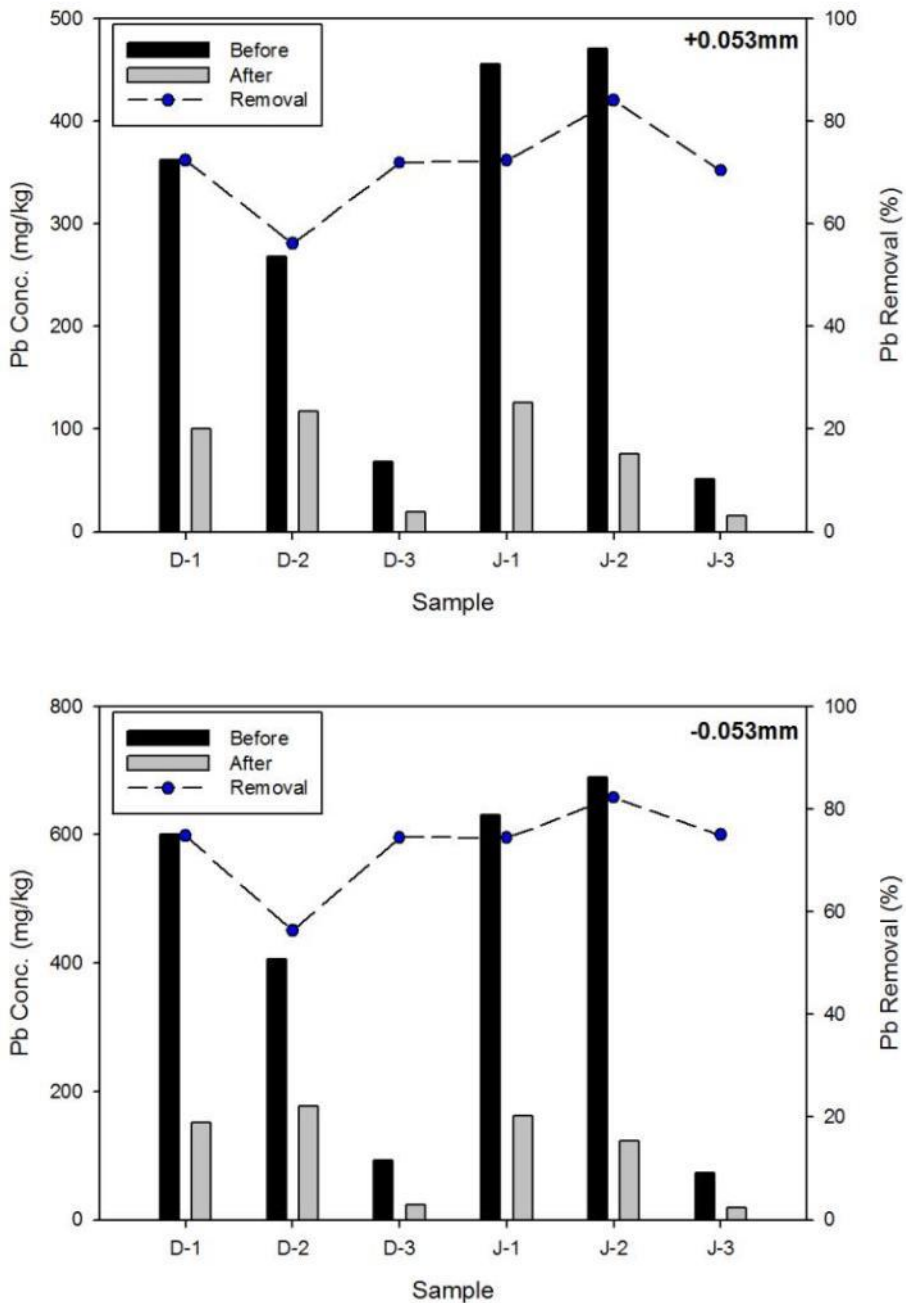 500
400
300
200
100
0
Pb Conc. (mg/kg)
Before
After
Removal
+0.053mm
100
80
60
40
20
0
Pb Removal (%)
D-1 D-2 D-3 J-1 J-2 J-3
Sample
800
600
400
200
0
Pb Conc. (mg/kg)
Before
After
Removal
-0.053mm
100
80
60
40
20
0
Pb Removal (%)
D-1 D-2 D-3 J-1 J-2 J-3
Sample